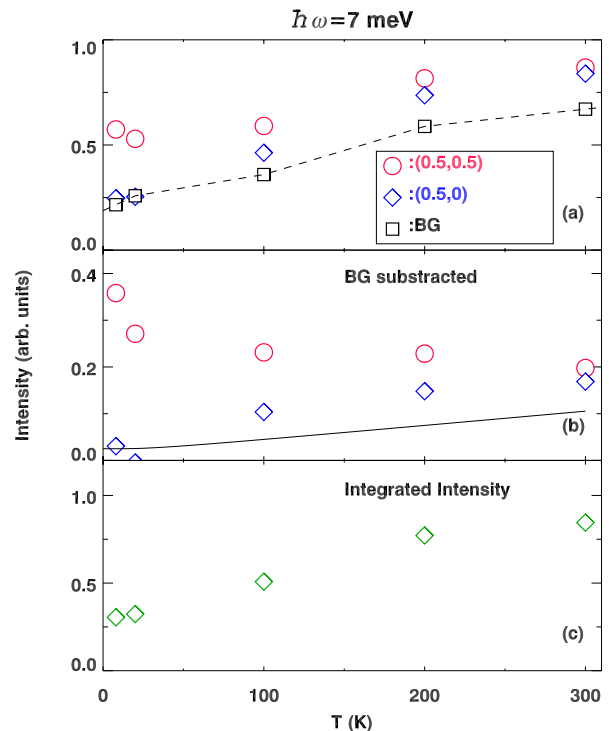 ℏω=7 meV
1.0
0.5
0.0
:(0.5,0.5)
:(0.5,0)
:BG
(a)
Intensity (arb. units)
BG substracted
0.4
0.2
0.0
(b)
Integrated Intensity
1.0
0.5
0.0
(c)
0 100 200 300
T (K)